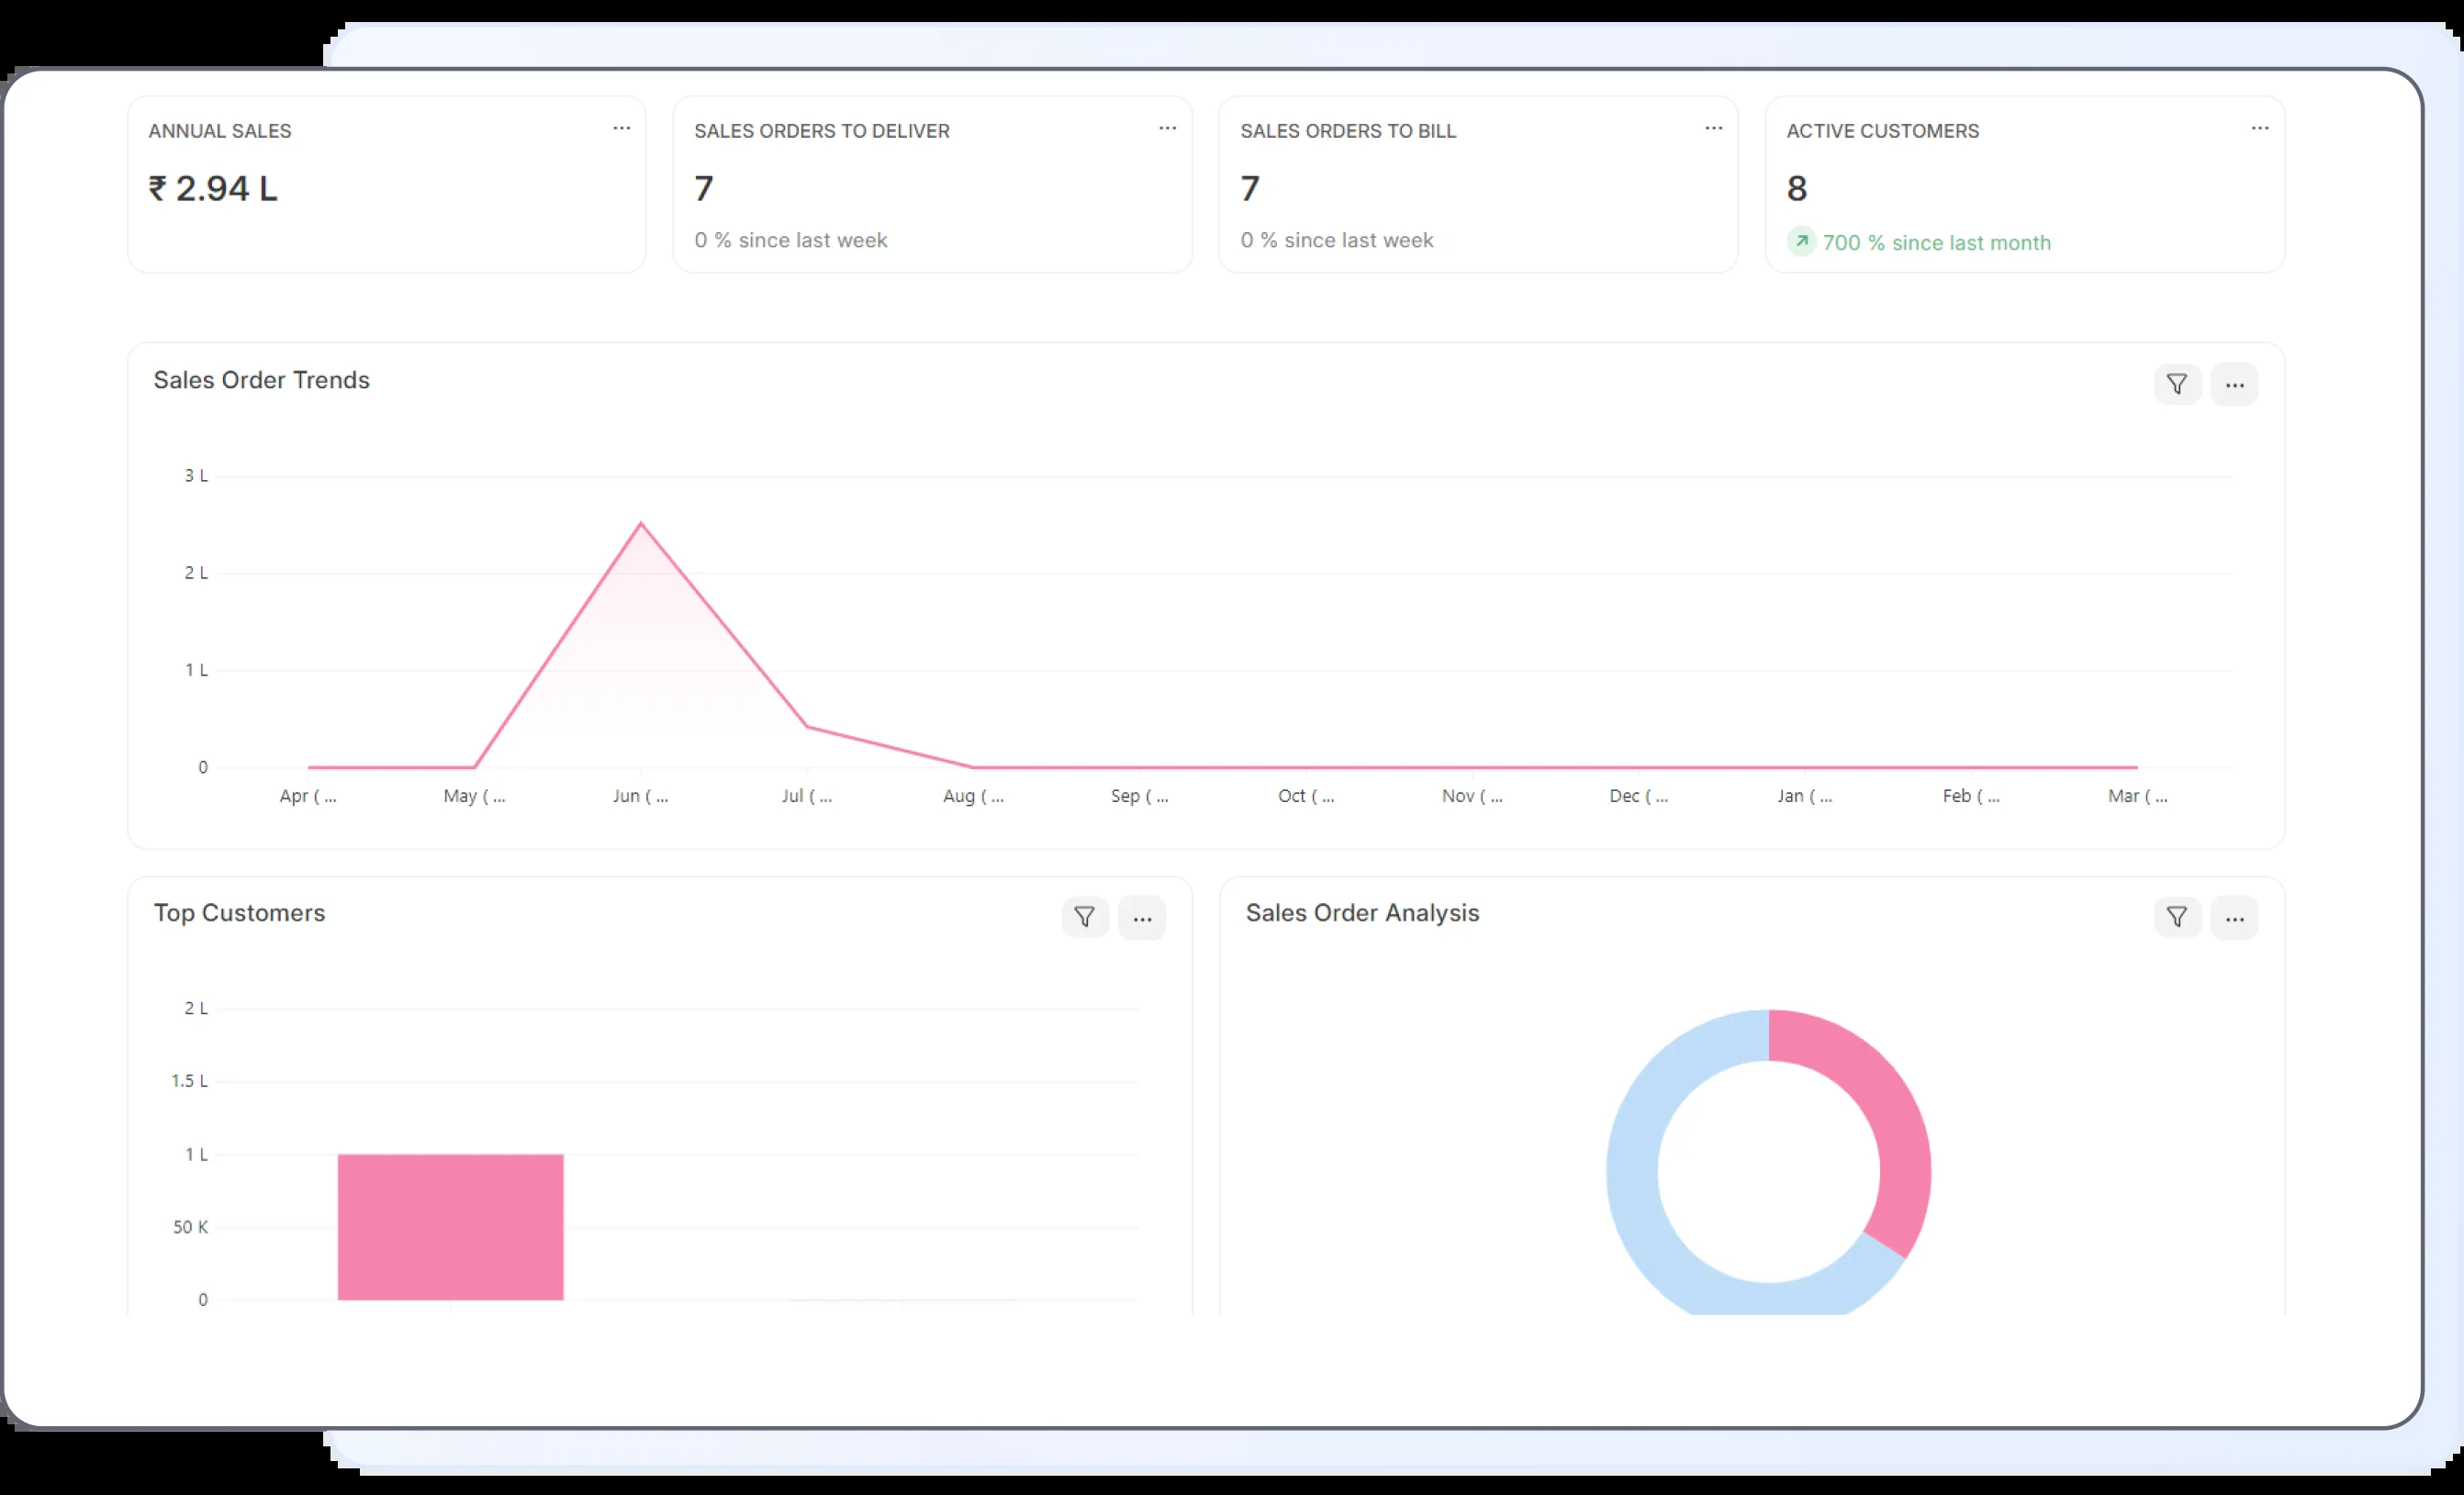 ANNUAL SALES
...
₹ 2.94 L
SALES ORDERS TO DELIVER
...
7
0 % since last week
SALES ORDERS TO BILL
...
7
0 % since last week
ACTIVE CUSTOMERS
...
8
700 % since last month
Sales Order Trends
...
3 L
2 L
1 L
0
Apr ( ... May ( ... Jun ( ... Jul ( ... Aug ( ... Sep ( ... Oct ( ... Nov ( ... Dec ( ... Jan ( ... Feb ( ... Mar ( ...
Top Customers
...
2 L
1.5 L
1 L
50 K
0
Sales Order Analysis
...